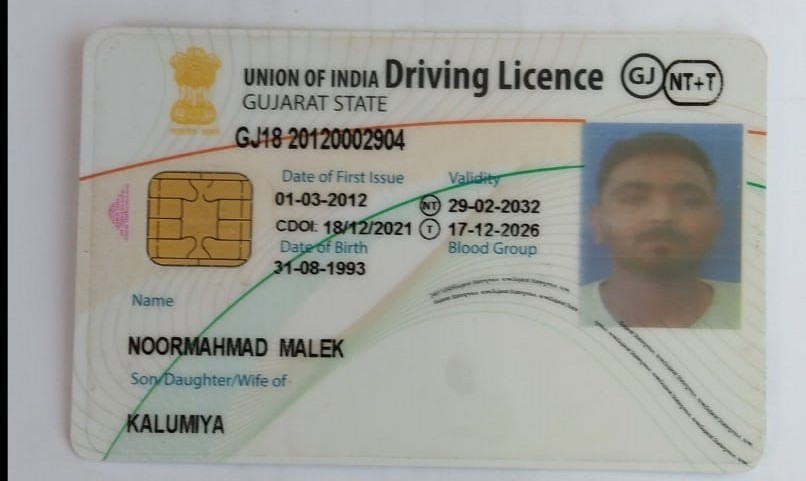 UNION OF INDIA Driving Licence GJ NT+T
GUJARAT STATE
GJ18 20120002904
Date of First Issue Validity
01-03-2012 NT 29-02-2032
CDOI: 18/12/2021 T 17-12-2026
Date of Birth Blood Group
31-08-1993
Name
NOORMAHMAD MALEK
Son/Daughter/Wife of
KALUMIYA